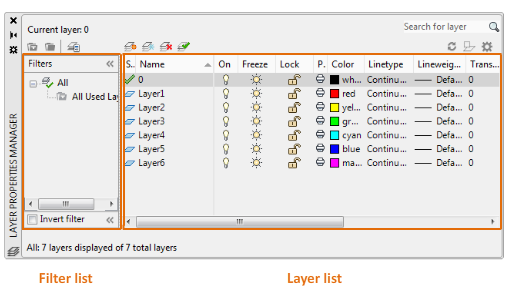 Current layer: 0
Search for layer
Filters
All
All Used Lay
Invert filter
S.. Name On Freeze Lock P. Color Linetype Lineweig... Trans...
0 wh... Continu... Defa... 0
Layer1 red Continu... Defa... 0
Layer2 yel... Continu... Defa... 0
Layer3 gr... Continu... Defa... 0
Layer4 cyan Continu... Defa... 0
Layer5 blue Continu... Defa... 0
Layer6 ma... Continu... Defa... 0
LAYER PROPERTIES MANAGER
All: 7 layers displayed of 7 total layers
Filter list
Layer list